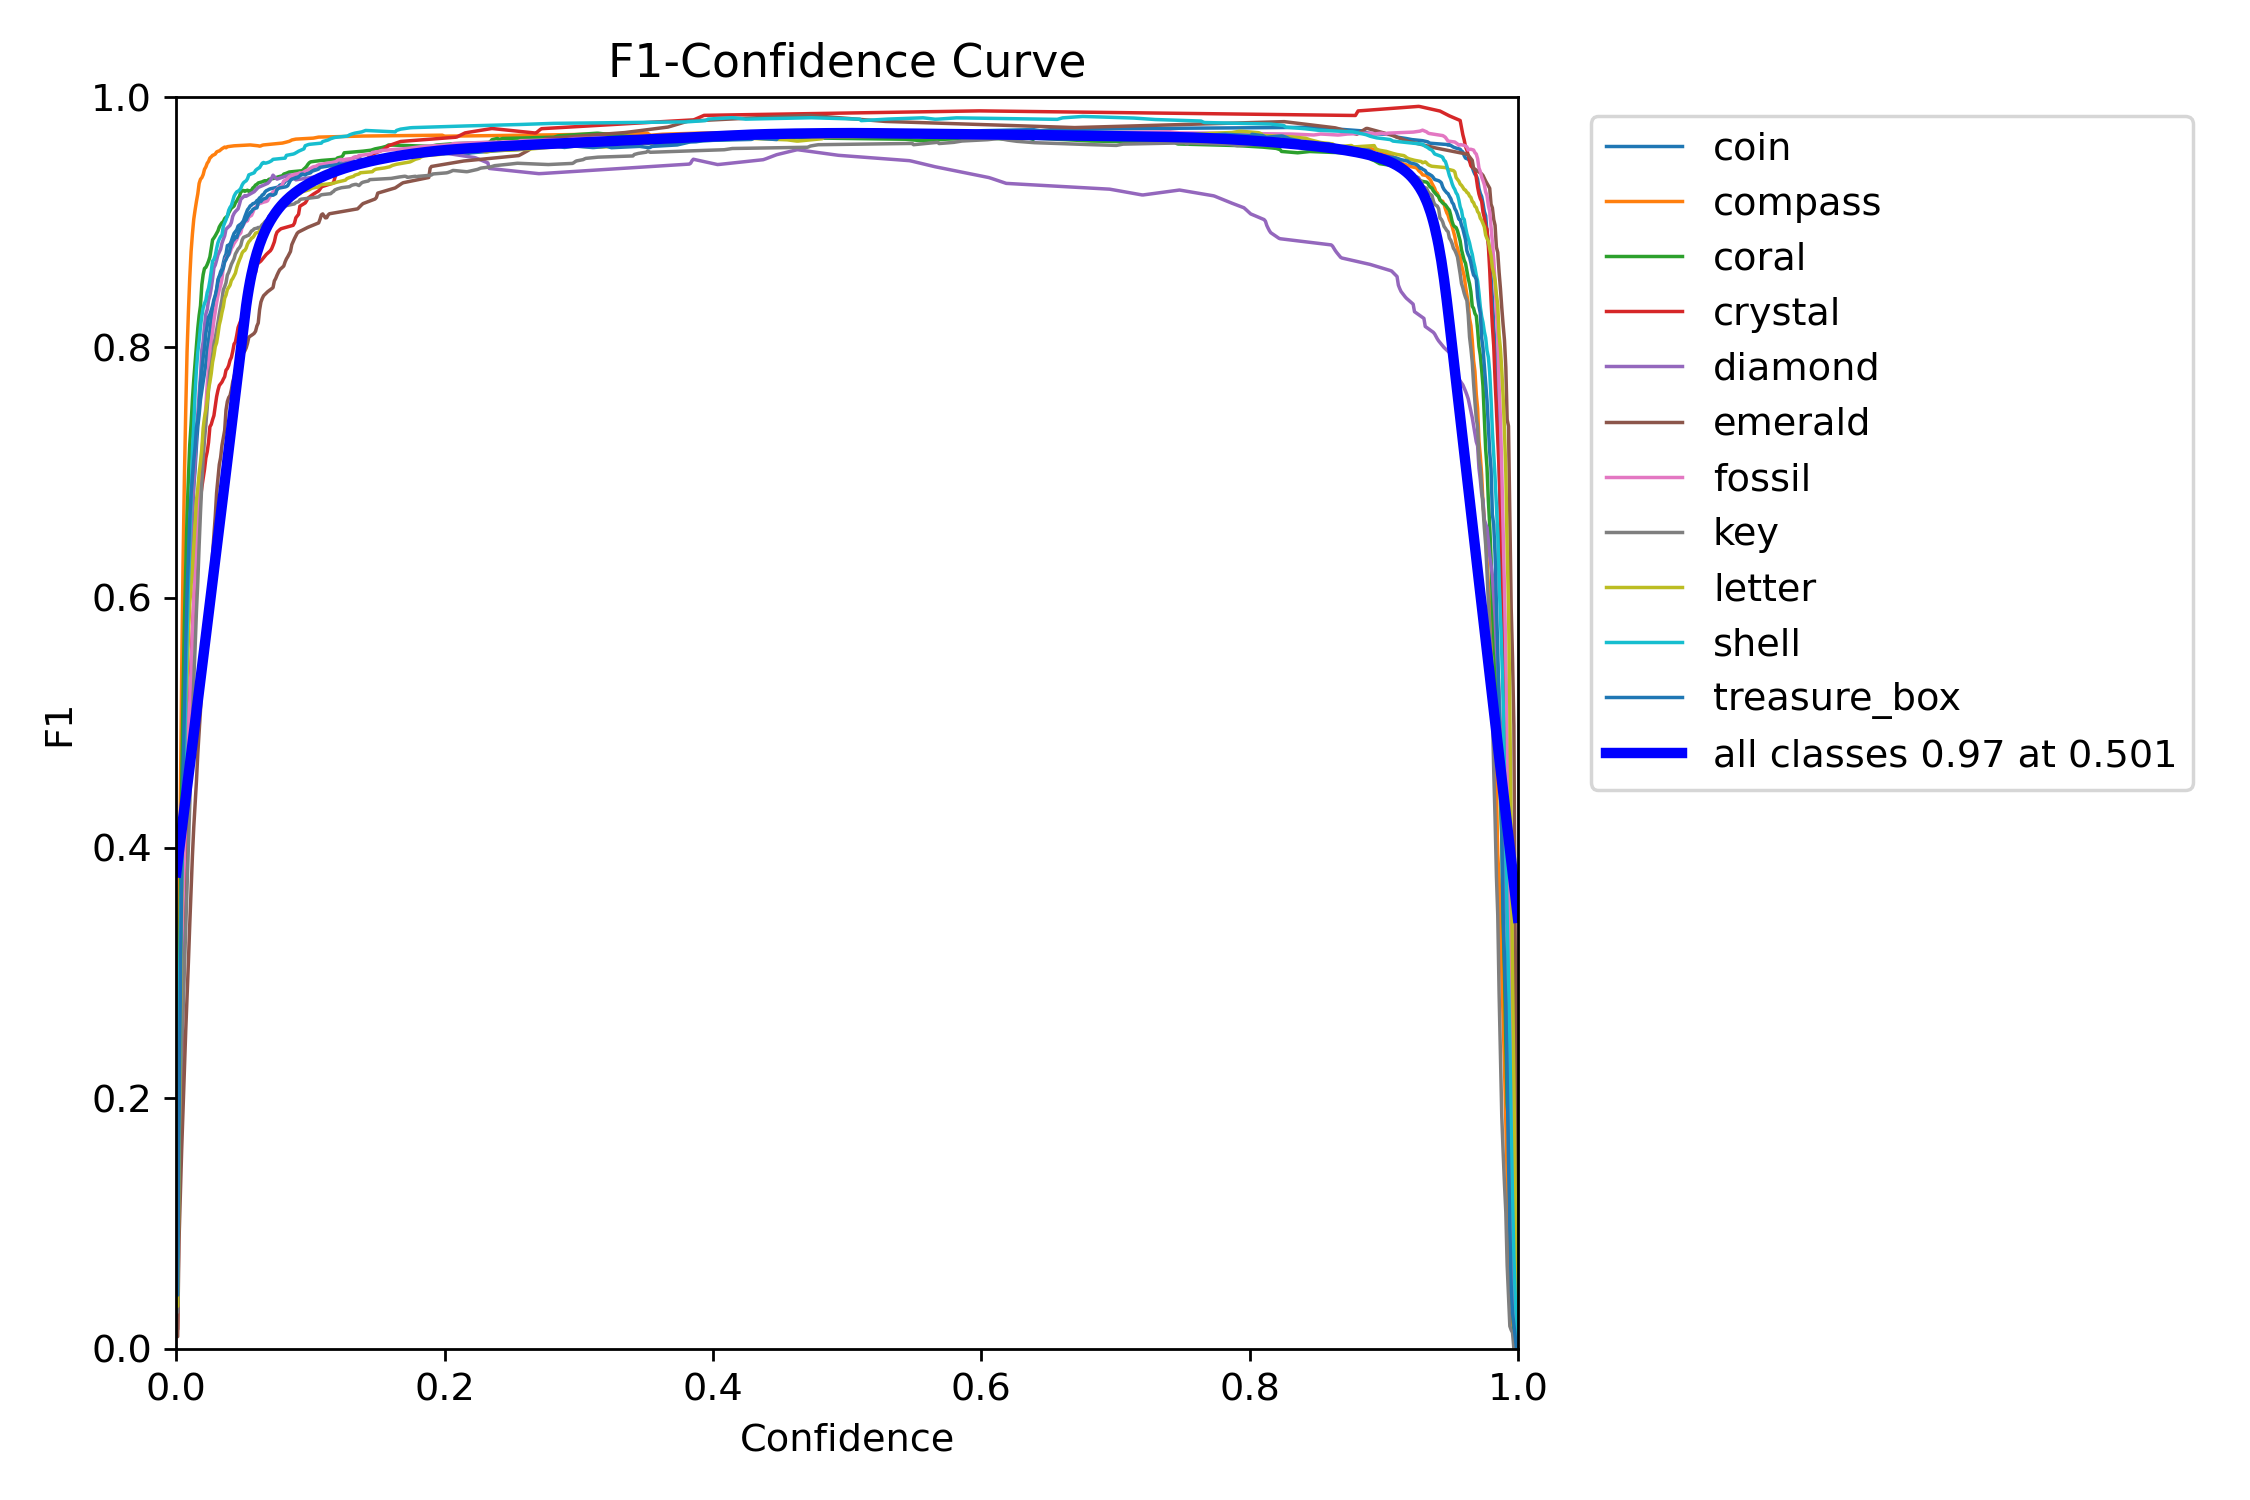 F1-Confidence Curve
1.0
0.8
0.6
0.4
0.2
0.0
F1
0.0 0.2 0.4 0.6 0.8 1.0
Confidence
coin
compass
coral
crystal
diamond
emerald
fossil
key
letter
shell
treasure_box
all classes 0.97 at 0.501